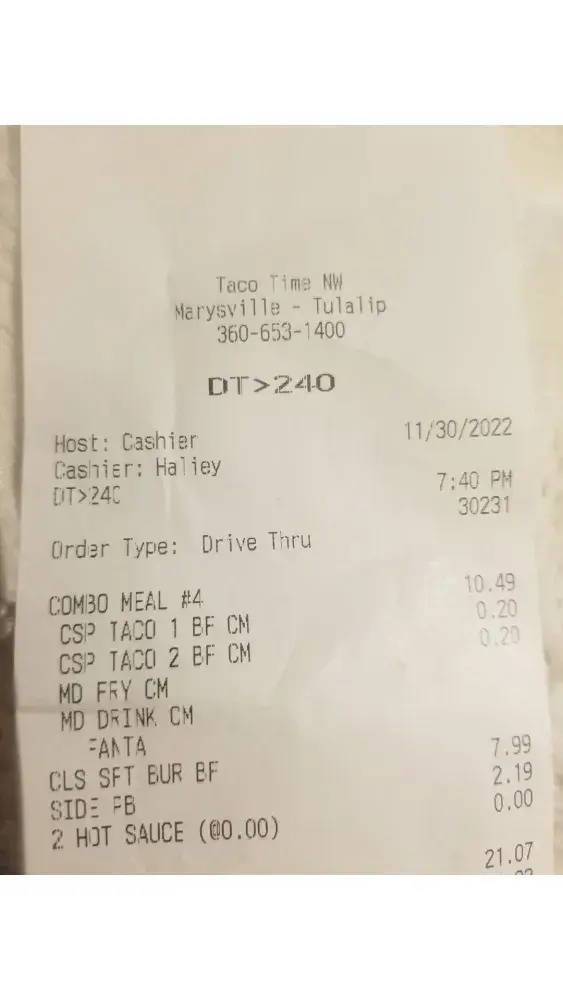 Taco Time NW
Marysville - Tulalip
360-653-1400
DT>240
Host: Cashier 11/30/2022
Cashier: Haliey
DT>240 7:40 PM
30231
Order Type: Drive Thru
COMBO MEAL #4 10.49
CSP TACO 1 BF CM 0.20
CSP TACO 2 BF CM 0.20
MD FRY CM
MD DRINK CM
FANTA
CLS SFT BUR BF 7.99
SIDE PB 2.19
2 HOT SAUCE (@0.00) 0.00
21.07